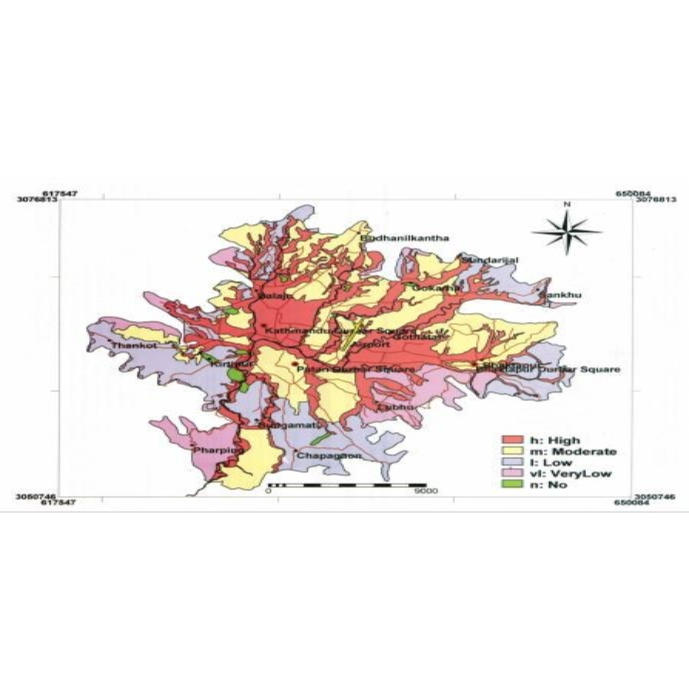 617547
650084
3076813
3076813
N
Budhanilkantha
Sundarijal
Gokarna
Sankhu
Balaju
Kathmandu Durbar Square
Gothatar
Airport
Thankot
Kirtipur
Patan Durbar Square
Bhaktapur Durbar Square
Lubhu
Bungamati
Pharping
Chapagaon
h: High
m: Moderate
l: Low
vl: VeryLow
n: No
0
9000
3050746
3050746
617547
650084